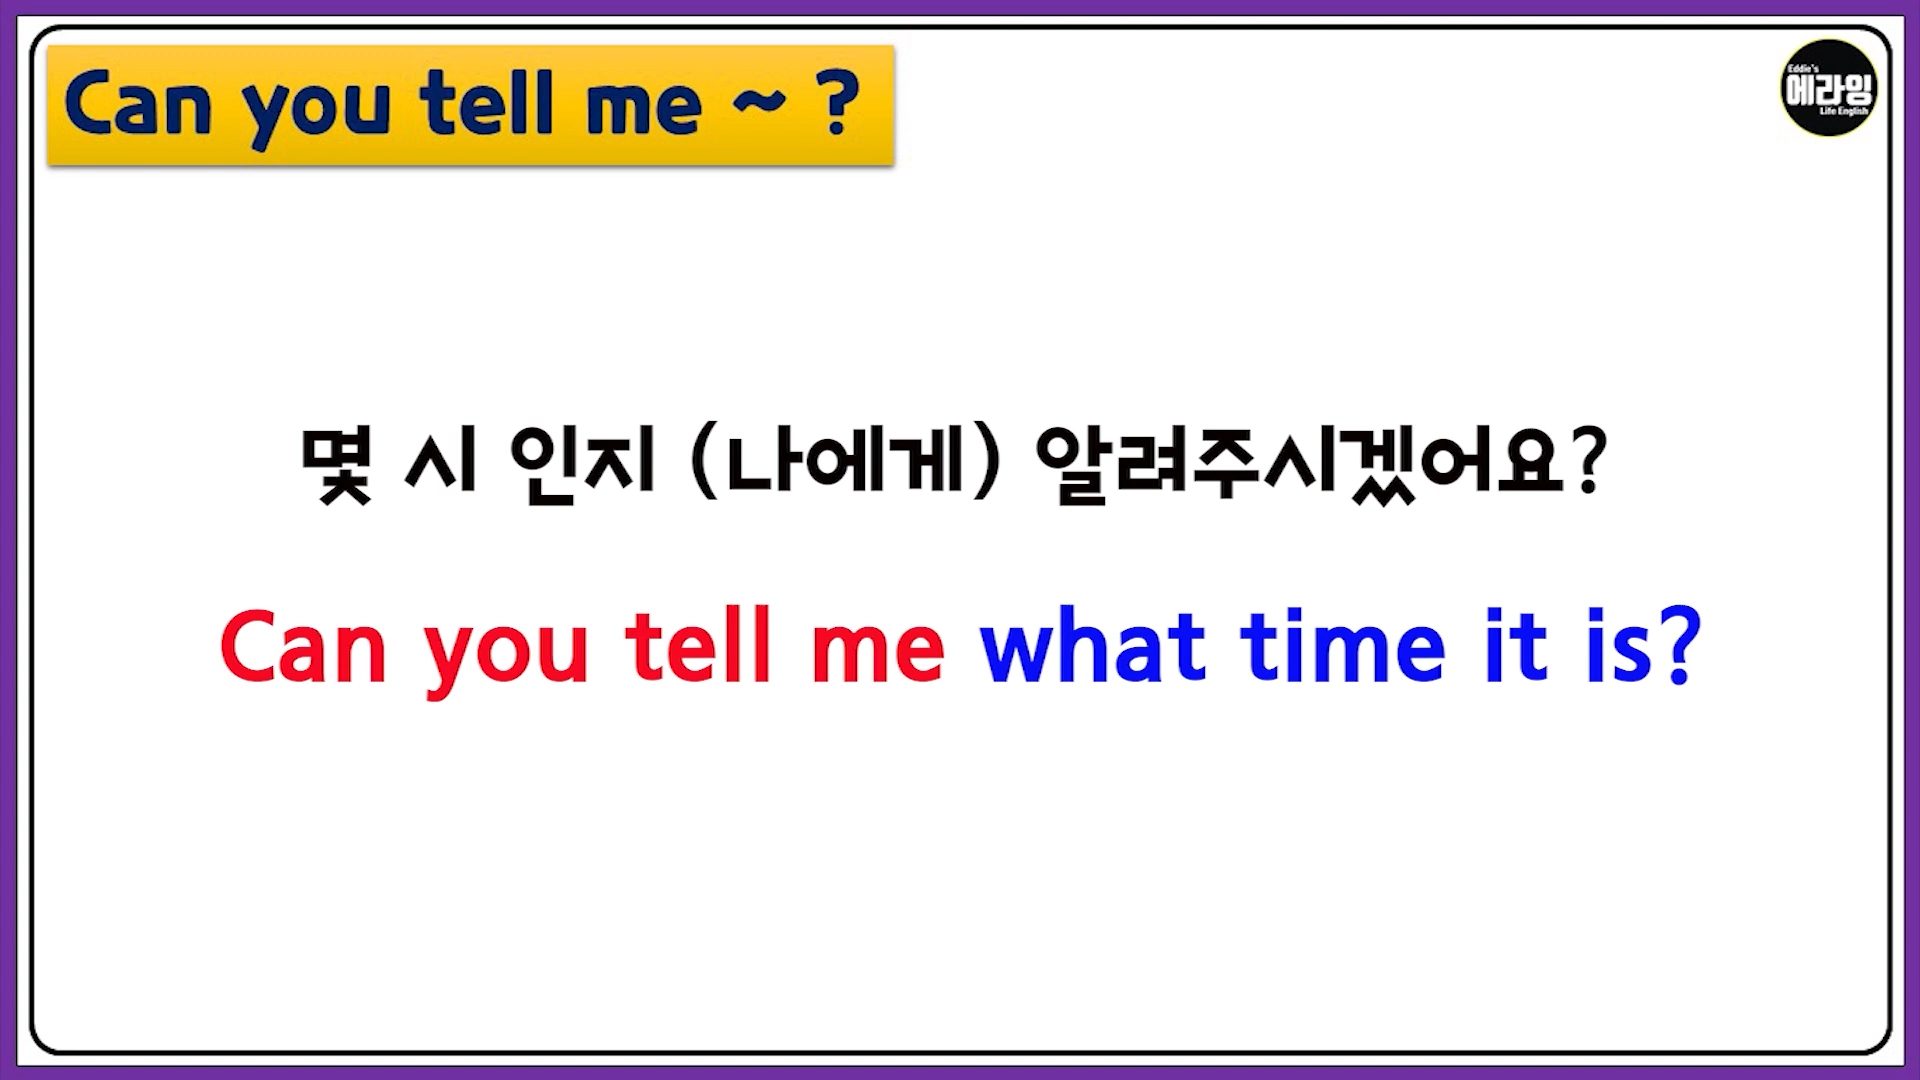 Can you tell me ~ ?
Eddie's
에라잉
Life English
몇 시 인지 (나에게) 알려주시겠어요?
Can you tell me what time it is?